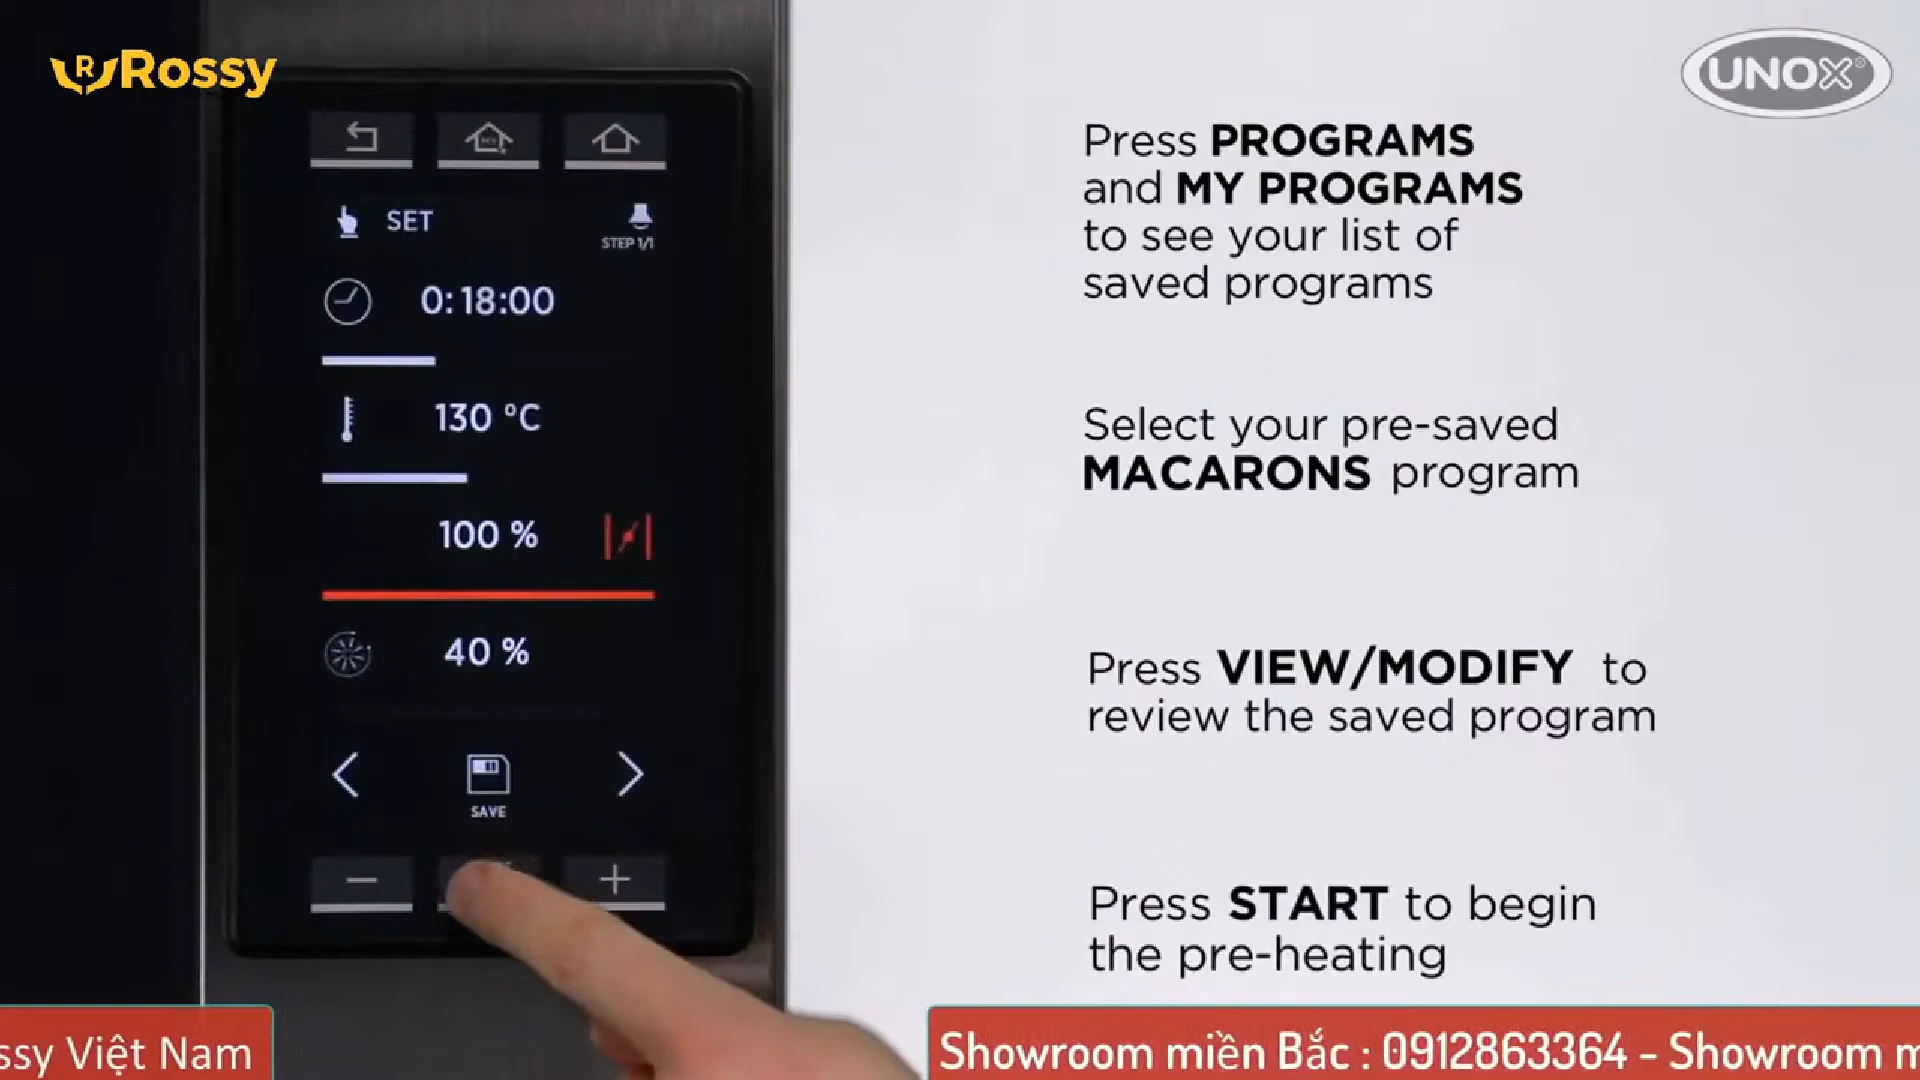 Rossy
UNOX
SET
STEP 1/1
0:18:00
130 °C
100 %
40 %
SAVE
Press PROGRAMS
and MY PROGRAMS
to see your list of
saved programs
Select your pre-saved
MACARONS program
Press VIEW/MODIFY to
review the saved program
Press START to begin
the pre-heating
Việt Nam
Showroom miền Bắc : 0912863364 - Showroom